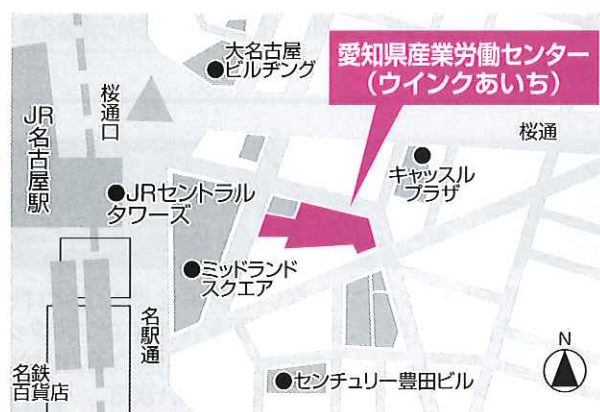 大名古屋
ビルヂング
愛知県産業労働センター
(ウインクあいち)
桜通口
桜通
JR名古屋駅
キャッスル
プラザ
JRセントラル
タワーズ
ミッドランド
スクエア
名駅通
名鉄
百貨店
センチュリー豊田ビル
N